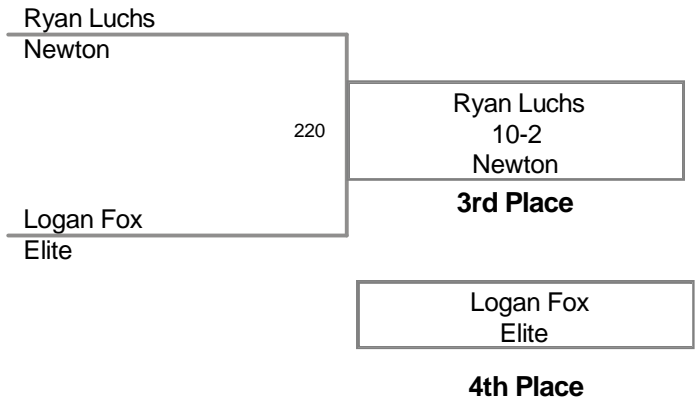 Ryan Luchs
Newton
220
Ryan Luchs
10-2
Newton
3rd Place
Logan Fox
Elite
Logan Fox
Elite
4th Place